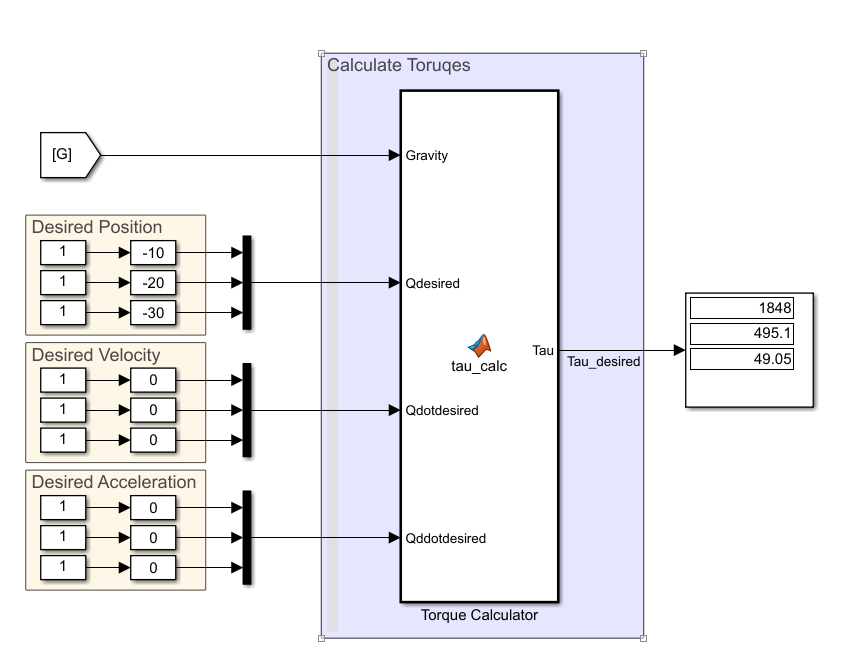 Calculate Toruqes
[G]
Gravity
Desired Position
1
-10
1
-20
1
-30
Qdesired
1848
495.1
49.05
Tau
Tau_desired
tau_calc
Desired Velocity
1
0
1
0
1
0
Qdotdesired
Desired Acceleration
1
0
1
0
1
0
Qddotdesired
Torque Calculator